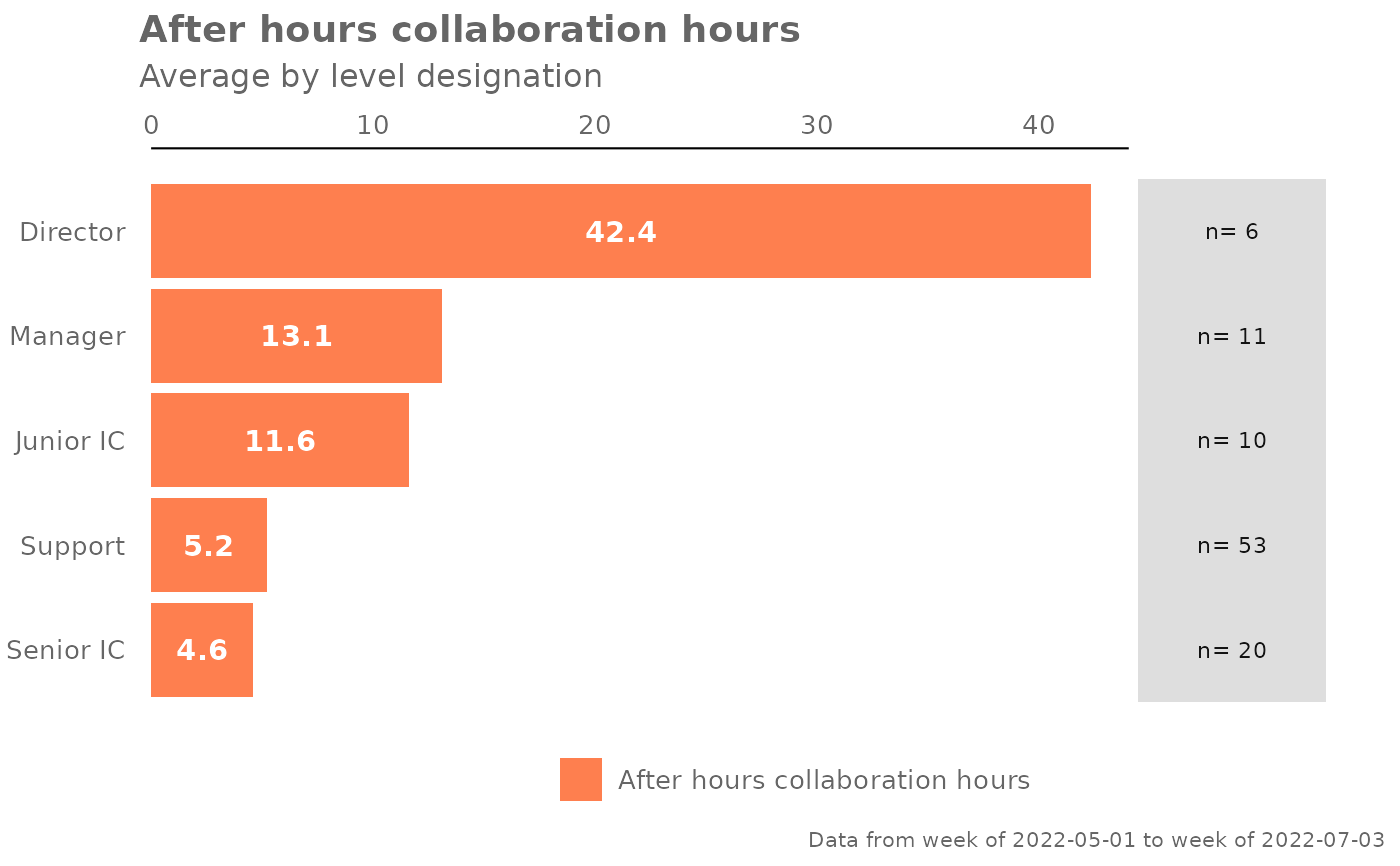 After hours collaboration hours
Average by level designation
0 10 20 30 40
Director 42.4 n= 6
Manager 13.1 n= 11
Junior IC 11.6 n= 10
Support 5.2 n= 53
Senior IC 4.6 n= 20
After hours collaboration hours
Data from week of 2022-05-01 to week of 2022-07-03